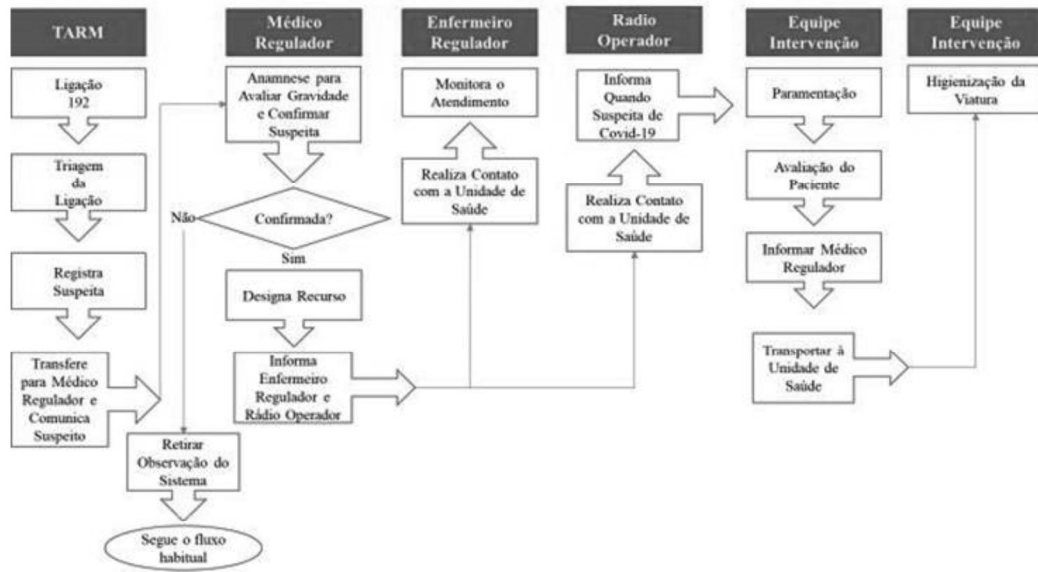 TARM
Ligação
192
Triagem
da
Ligação
Registra
Suspeita
Transfere
para Médico
Regulador e
Comunica
Suspeito
Médico
Regulador
Anamnese para
Avaliar Gravidade
e Confirmar
Suspeita
Não
Confirmada?
Sim
Designa Recurso
Informa
Enfermeiro
Regulador e
Rádio Operador
Retirar
Observação do
Sistema
Segue o fluxo
habitual
Enfermeiro
Regulador
Monitora o
Atendimento
Realiza Contato
com a Unidade de
Saúde
Radio
Operador
Informa
Quando
Suspeita de
Covid-19
Realiza Contato
com a Unidade de
Saúde
Equipe
Intervenção
Paramentação
Avaliação do
Paciente
Informar Médico
Regulador
Transportar à
Unidade de
Saúde
Equipe
Intervenção
Higienização da
Viatura